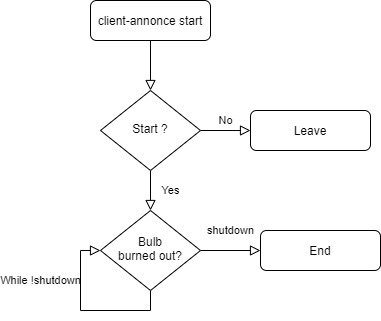 client-annonce start
Start ?
No
Leave
Yes
Bulb
burned out?
shutdown
End
While !shutdown